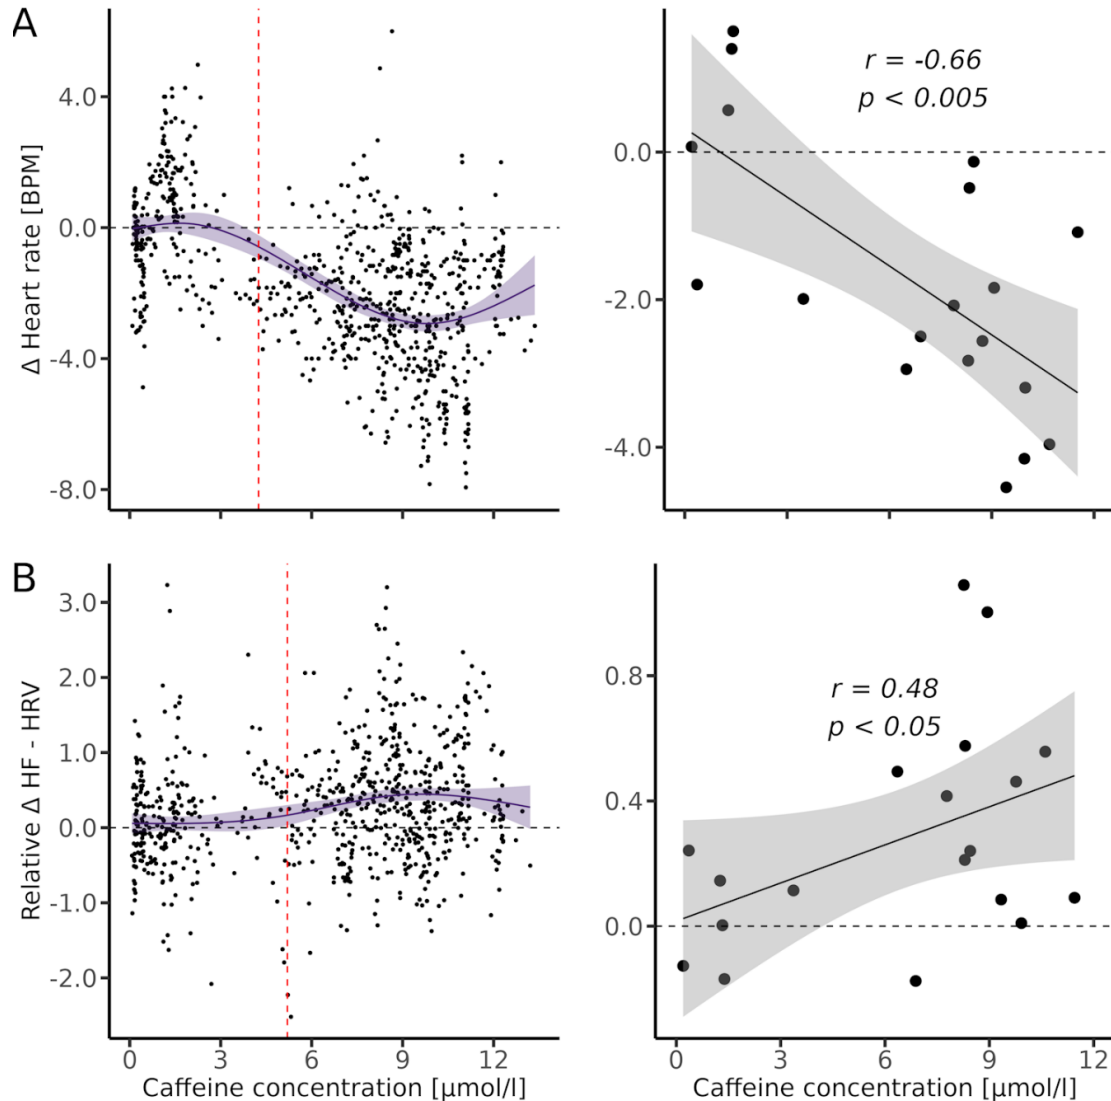 A
Δ Heart rate [BPM]
4.0
0.0
-4.0
-8.0
r = -0.66
p < 0.005
0.0
-2.0
-4.0
B
Relative Δ HF - HRV
3.0
2.0
1.0
0.0
-1.0
-2.0
0 3 6 9 12
Caffeine concentration [μmol/l]
r = 0.48
p < 0.05
0.8
0.4
0.0
0 3 6 9 12
Caffeine concentration [μmol/l]